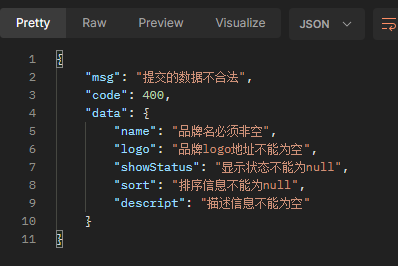 Pretty Raw Preview Visualize JSON
1 {
2 "msg": "提交的数据不合法",
3 "code": 400,
4 "data": {
5 "name": "品牌名必须非空",
6 "logo": "品牌logo地址不能为空",
7 "showStatus": "显示状态不能为null",
8 "sort": "排序信息不能为null",
9 "descript": "描述信息不能为空"
10 }
11 }